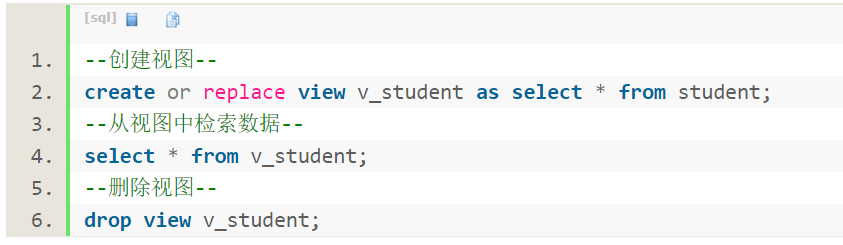 [sql]
1. --创建视图--
2. create or replace view v_student as select * from student;
3. --从视图中检索数据--
4. select * from v_student;
5. --删除视图--
6. drop view v_student;